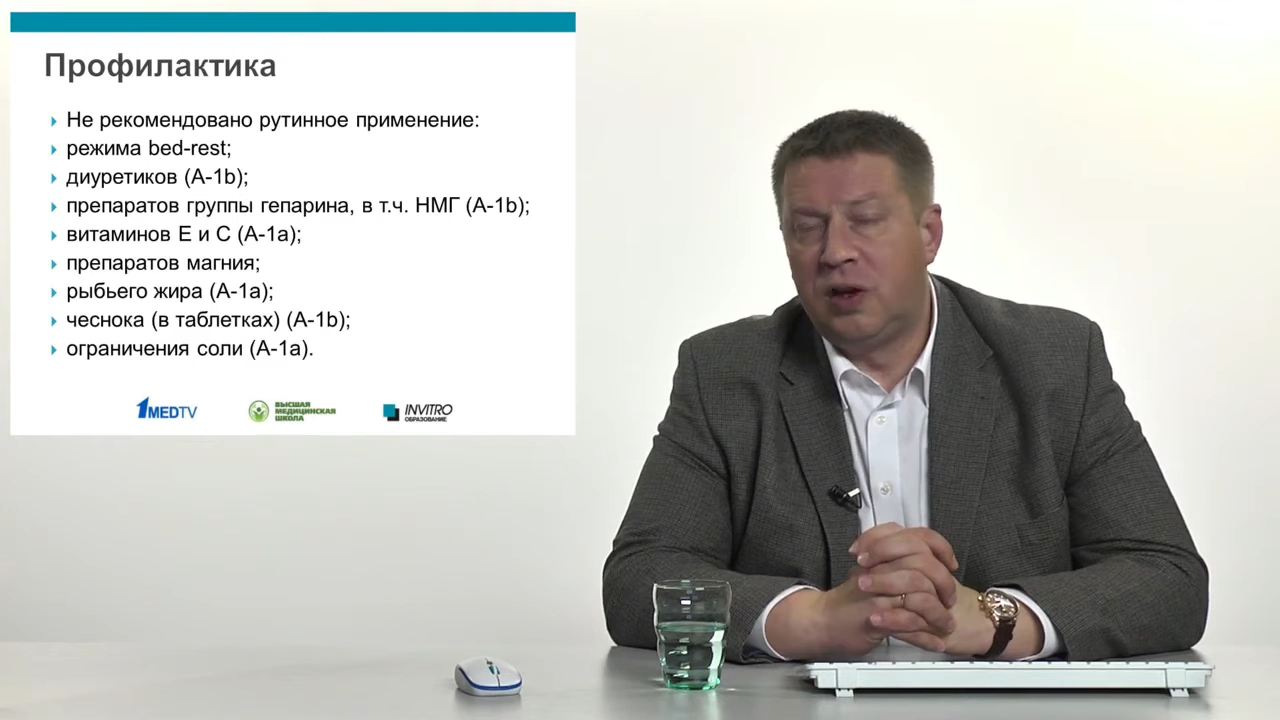 Профилактика
Не рекомендовано рутинное применение:
режима bed-rest;
диуретиков (А-1b);
препаратов группы гепарина, в т.ч. НМГ (А-1b);
витаминов Е и С (А-1а);
препаратов магния;
рыбьего жира (А-1а);
чеснока (в таблетках) (А-1b);
ограничения соли (А-1а).
1MEDTV
ВЫСШАЯ
МЕДИЦИНСКАЯ
ШКОЛА
INVITRO
ОБРАЗОВАНИЕ